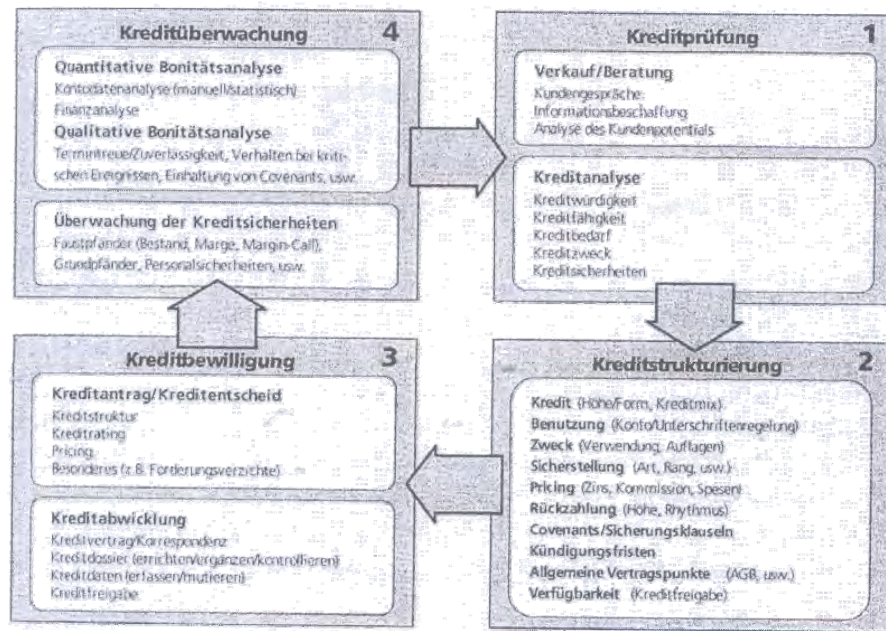 Kreditüberwachung 4
Quantitative Bonitätsanalyse
Kontodatenanalyse (manuell/statistisch)
Finanzanalyse
Qualitative Bonitätsanalyse
Termintreue/Zuverlässigkeit, Verhalten bei kriti-
schen Ereignissen, Einhaltung von Covenants, usw.
Überwachung der Kreditsicherheiten
Faustpfänder (Bestand, Marge, Margin-Call),
Grundpfänder, Personalsicherheiten, usw.
Kreditprüfung 1
Verkauf/Beratung
Kundengespräche
Informationsbeschaffung
Analyse des Kundenpotentials
Kreditanalyse
Kreditwürdigkeit
Kreditfähigkeit
Kreditbedarf
Kreditzweck
Kreditsicherheiten
Kreditstrukturierung 2
Kredit (Höhe/Form, Kreditmix)
Benutzung (Konto/Unterschriftenregelung)
Zweck (Verwendung, Auflagen)
Sicherstellung (Art, Rang, usw.)
Pricing (Zins, Kommission, Spesen)
Rückzahlung (Höhe, Rhythmus)
Covenants/Sicherungsklauseln
Kündigungsfristen
Allgemeine Vertragspunkte (AGB, usw.)
Verfügbarkeit (Kreditfreigabe)
Kreditbewilligung 3
Kreditantrag/Kreditentscheid
Kreditstruktur
Kreditrating
Pricing
Besonderes (z.B. Forderungsverzichte)
Kreditabwicklung
Kreditvertrag/Korrespondenz
Kreditdossier (errichten/ergänzen/kontrollieren)
Kreditdaten (erfassen/mutieren)
Kreditfreigabe